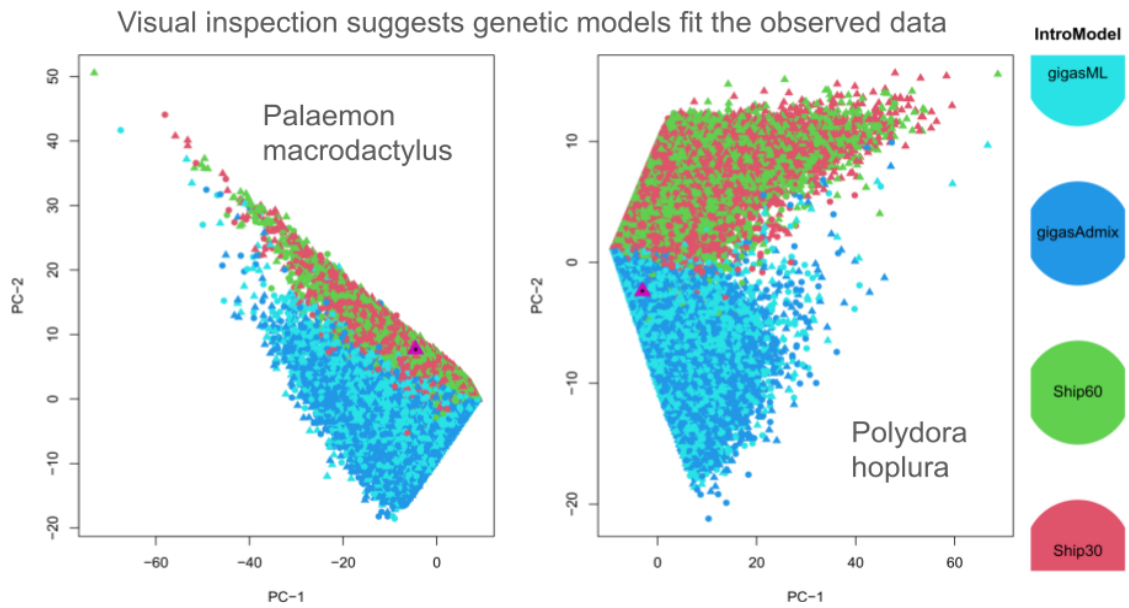 Visual inspection suggests genetic models fit the observed data
Palaemon
macrodactylus
50
40
30
20
10
0
−10
−20
PC−2
−60
−40
−20
0
PC−1
Polydora
hoplura
10
0
−10
−20
PC−2
0
20
40
60
PC−1
IntroModel
gigasML
gigasAdmix
Ship60
Ship30